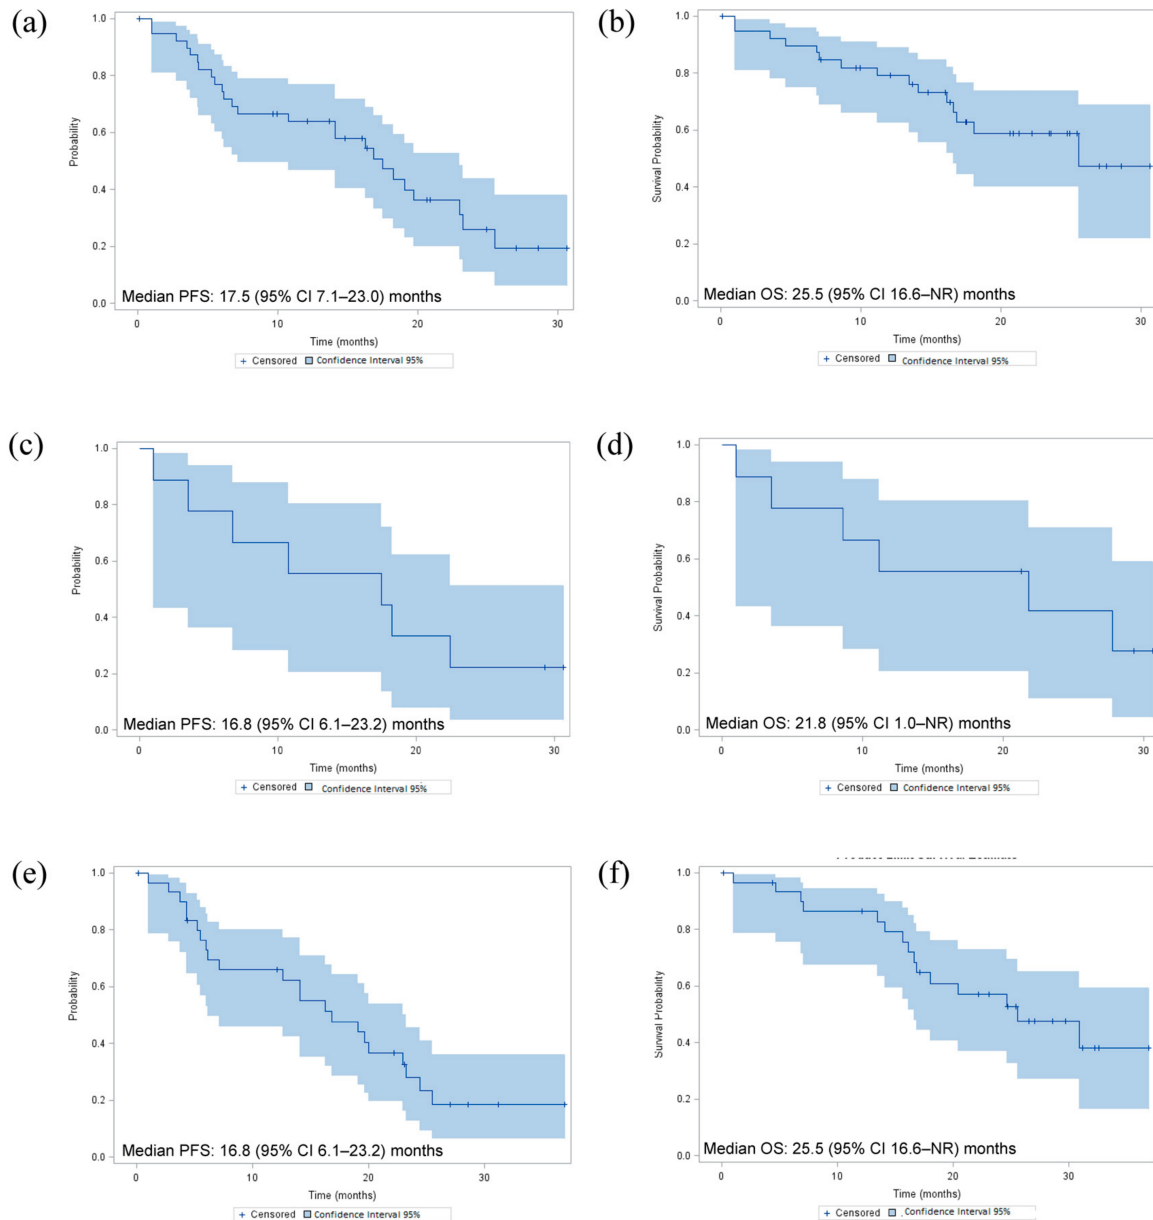 (a)
1.0
0.8
0.6
0.4
0.2
0.0
Probability
Median PFS: 17.5 (95% CI 7.1–23.0) months
0 10 20 30
Time (months)
+ Censored Confidence Interval 95%
(b)
1.0
0.8
0.6
0.4
0.2
0.0
Survival Probability
Median OS: 25.5 (95% CI 16.6–NR) months
0 10 20 30
Time (months)
+ Censored Confidence Interval 95%
(c)
1.0
0.8
0.6
0.4
0.2
0.0
Probability
Median PFS: 16.8 (95% CI 6.1–23.2) months
0 10 20 30
Time (months)
+ Censored Confidence Interval 95%
(d)
1.0
0.8
0.6
0.4
0.2
0.0
Survival Probability
Median OS: 21.8 (95% CI 1.0–NR) months
0 10 20 30
Time (months)
+ Censored Confidence Interval 95%
(e)
1.0
0.8
0.6
0.4
0.2
0.0
Probability
Median PFS: 16.8 (95% CI 6.1–23.2) months
0 10 20 30
Time (months)
+ Censored Confidence Interval 95%
(f)
1.0
0.8
0.6
0.4
0.2
0.0
Survival Probability
Median OS: 25.5 (95% CI 16.6–NR) months
0 10 20 30
Time (months)
+ Censored Confidence Interval 95%